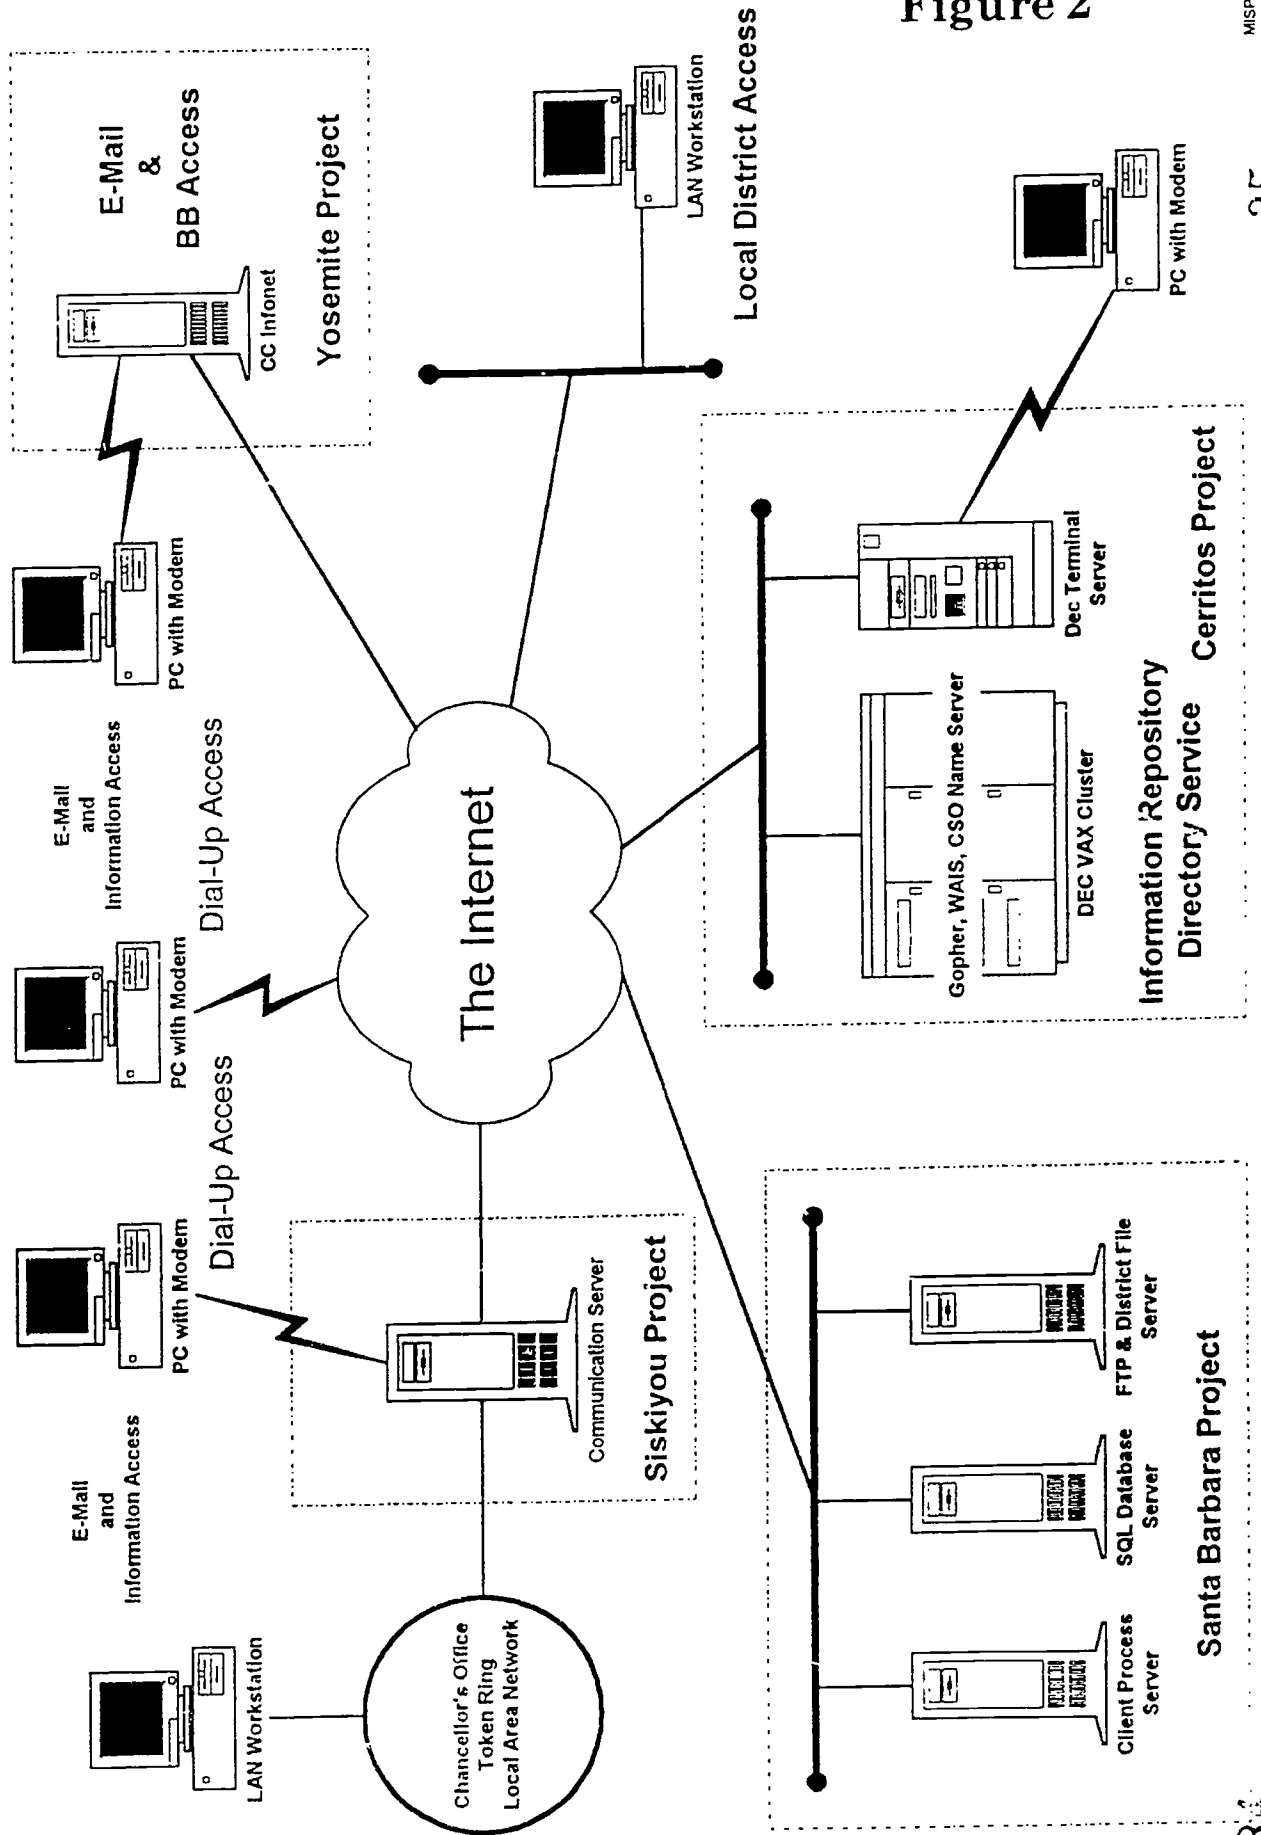 Figure 2
MISP
E-Mail
&
BB Access
CC Infonet
Yosemite Project
LAN Workstation
Local District Access
PC with Modem
PC with Modem
E-Mail
and
Information Access
Dial-Up Access
PC with Modem
Dial-Up Access
PC with Modem
E-Mail
and
Information Access
LAN Workstation
The Internet
Communication Server
Siskiyou Project
Chancellor's Office
Token Ring
Local Area Network
Dec Terminal
Server
Gopher, WAIS, CSO Name Server
DEC VAX Cluster
Information Repository
Directory Service
Cerritos Project
Client Process
Server
SQL Database
Server
FTP & District File
Server
Santa Barbara Project